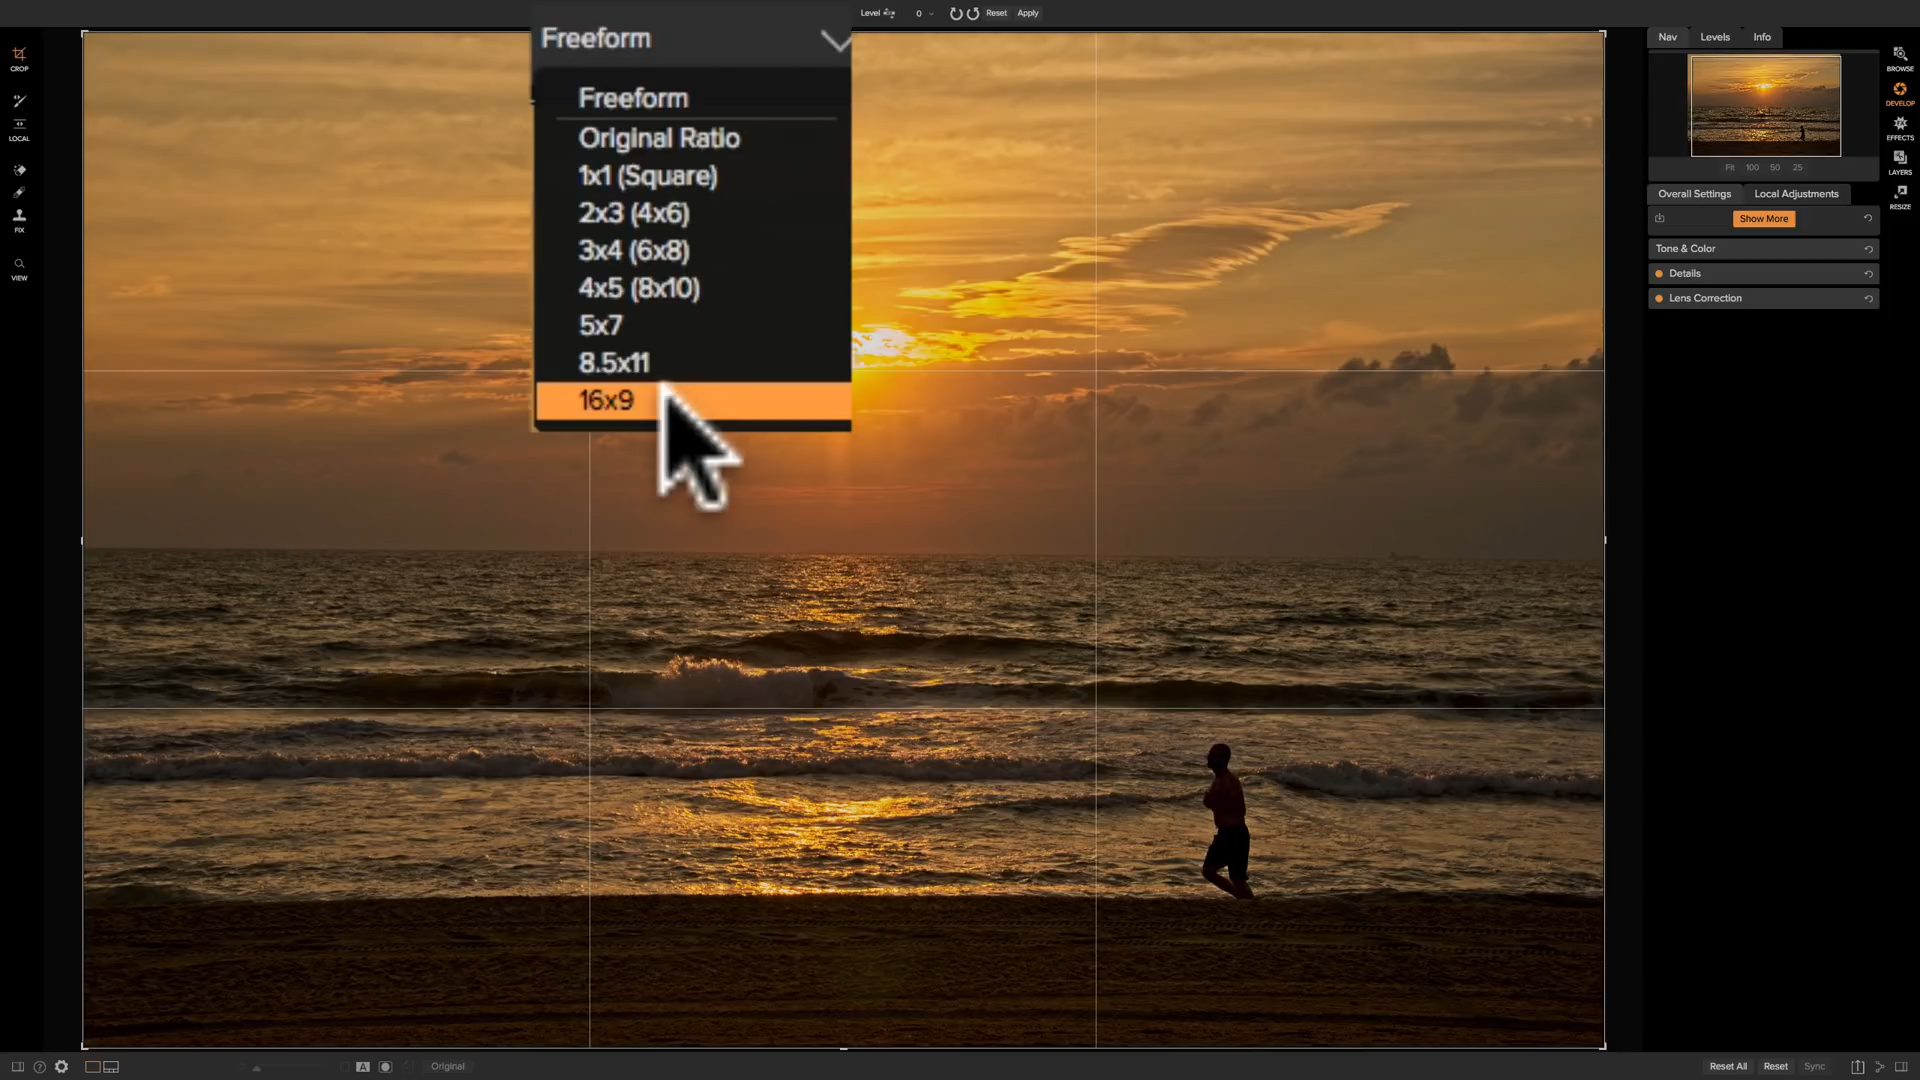 Level
0
Reset
Apply
Freeform
Freeform
Original Ratio
1x1 (Square)
2x3 (4x6)
3x4 (6x8)
4x5 (8x10)
5x7
8.5x11
16x9
CROP
LOCAL
FIX
VIEW
Nav
Levels
Info
Fit
100
50
25
Overall Settings
Local Adjustments
Show More
Tone & Color
Details
Lens Correction
BROWSE
DEVELOP
EFFECTS
LAYERS
RESIZE
A
Original
Reset All
Reset
Sync